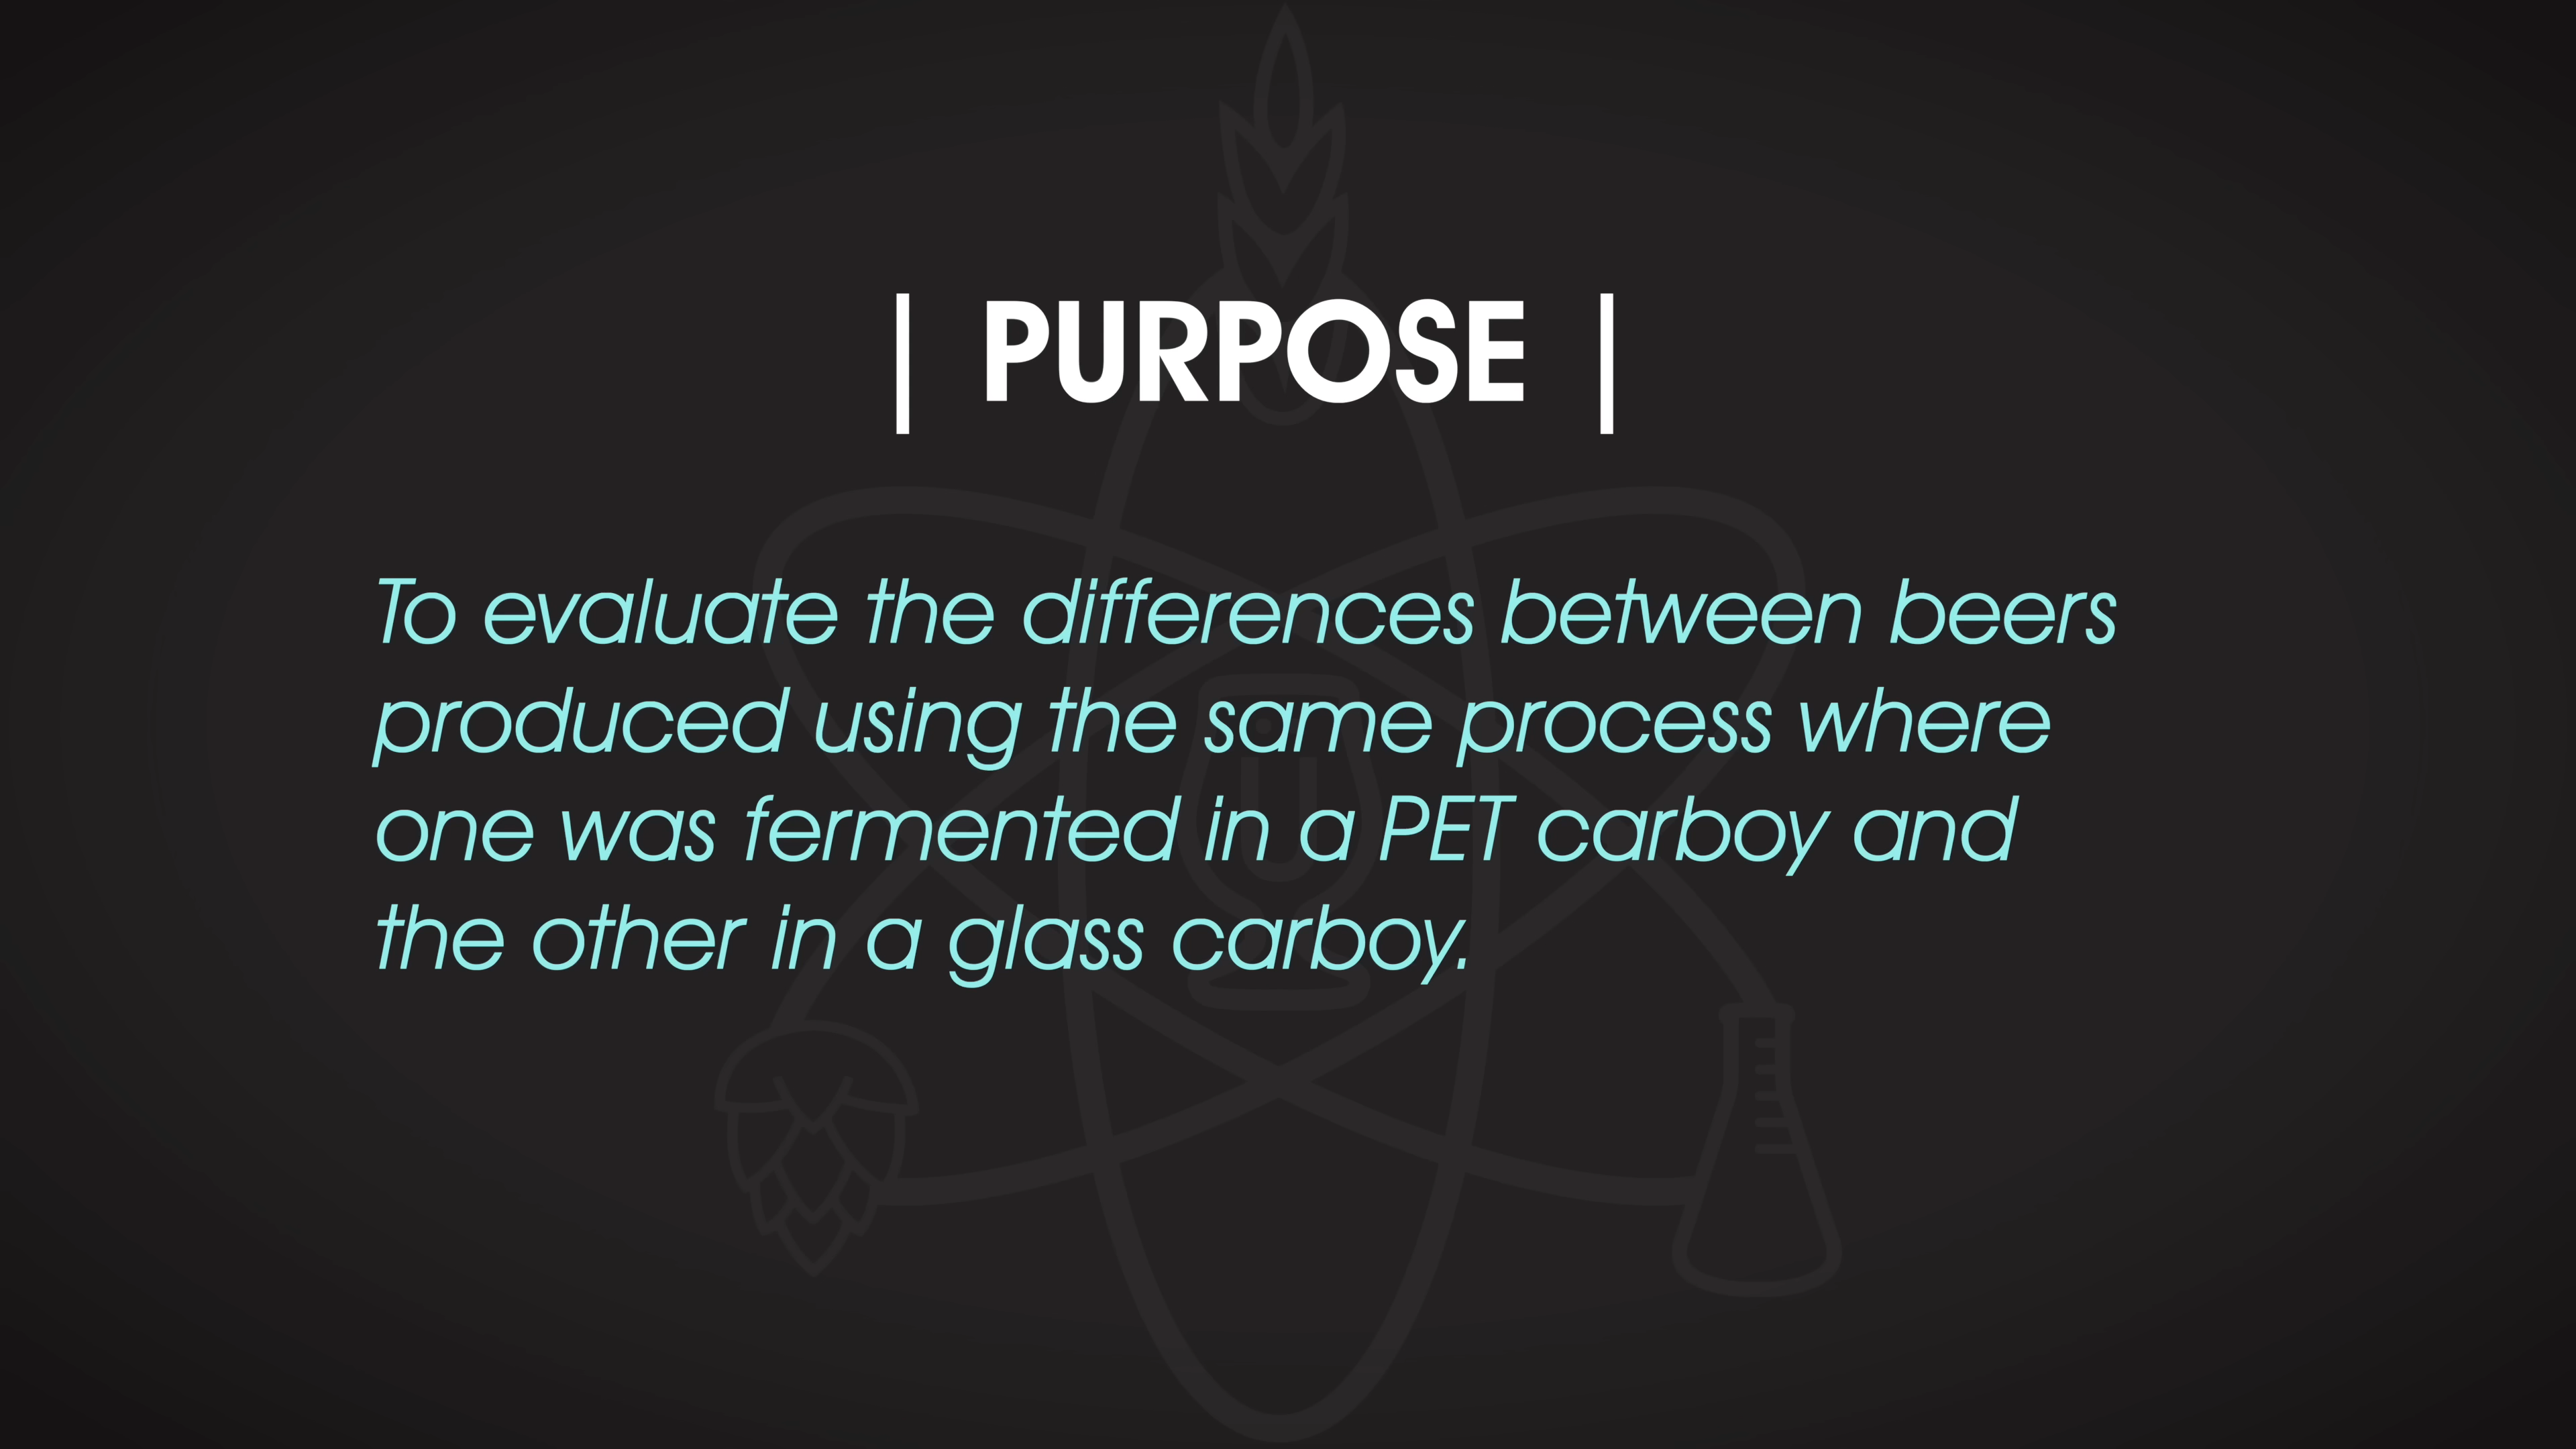 | PURPOSE |
To evaluate the differences between beers
produced using the same process where
one was fermented in a PET carboy and
the other in a glass carboy.